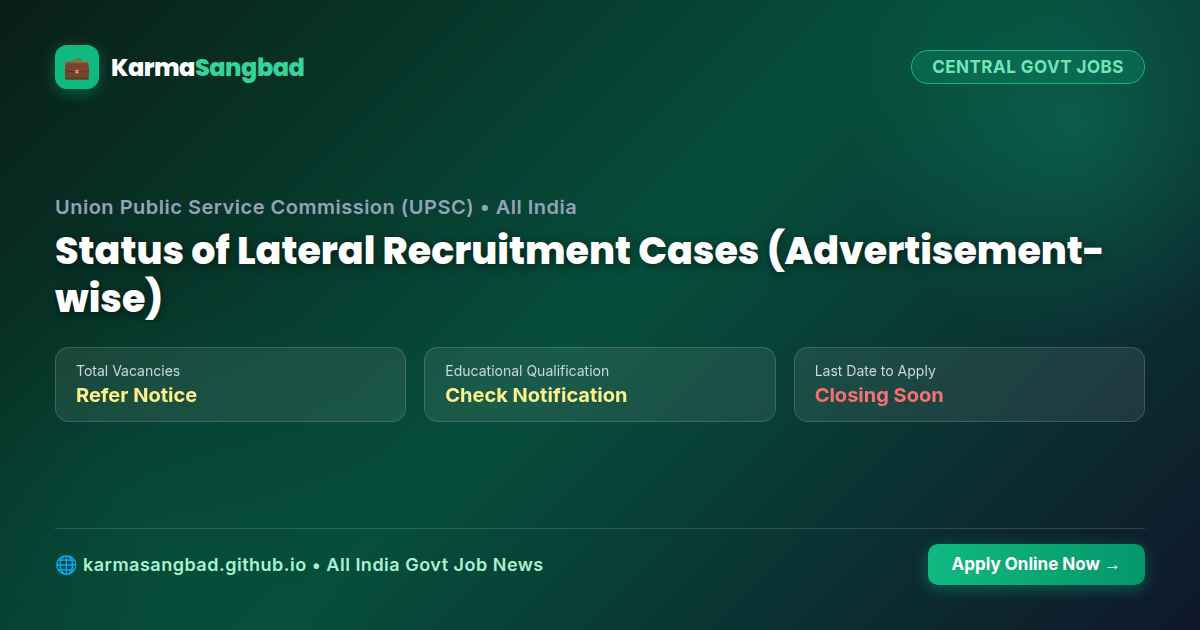 KarmaSangbad
CENTRAL GOVT JOBS
Union Public Service Commission (UPSC) • All India
Status of Lateral Recruitment Cases (Advertisement-
wise)
Total Vacancies
Refer Notice
Educational Qualification
Check Notification
Last Date to Apply
Closing Soon
karmasangbad.github.io • All India Govt Job News
Apply Online Now →